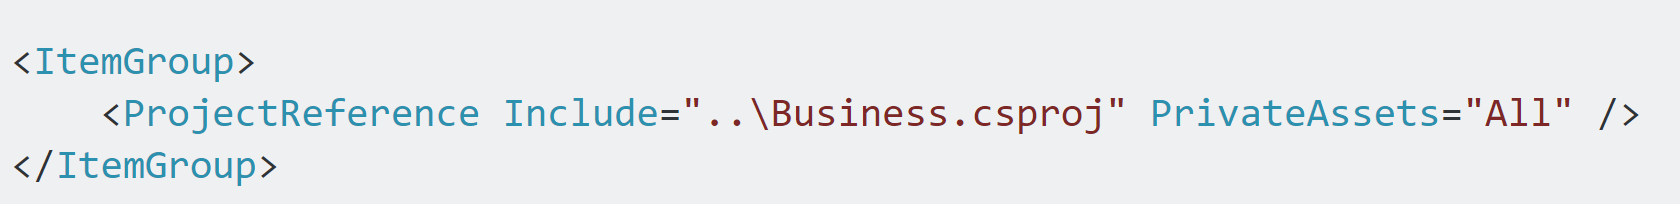 <ItemGroup>
    <ProjectReference Include="..\Business.csproj" PrivateAssets="All" />
</ItemGroup>